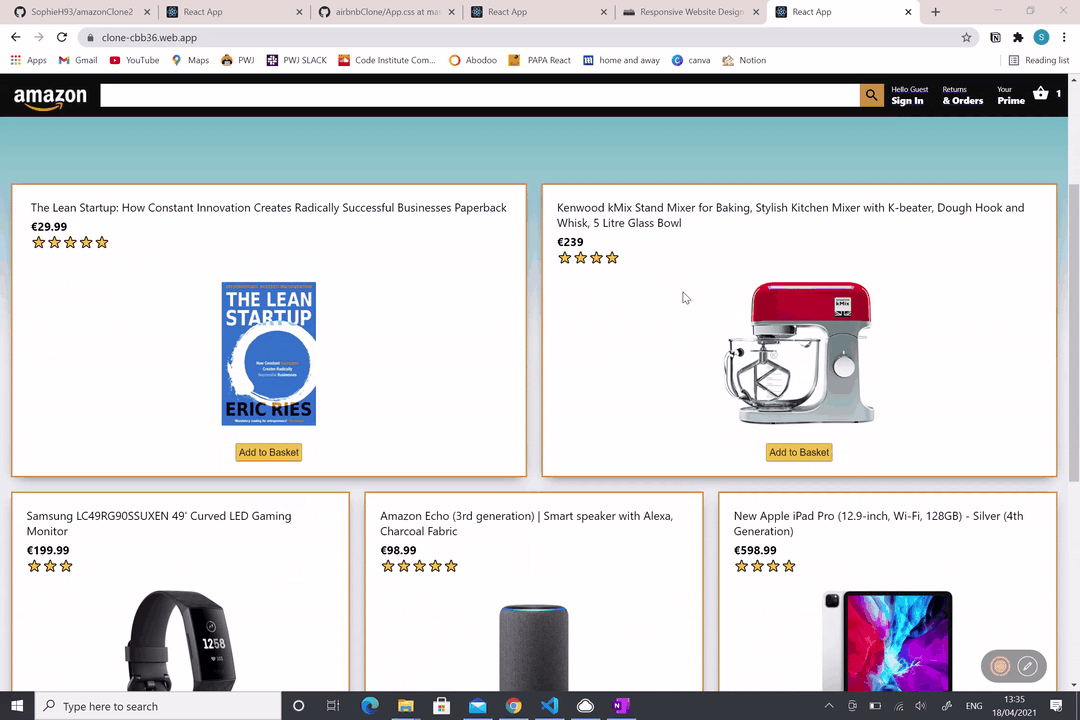 SophieH93/amazonClone2
React App
airbnbClone/App.css at mas
React App
Responsive Website Design
React App
clone-cbb36.web.app
S
Apps
Gmail
YouTube
Maps
PWJ
PWJ SLACK
Code Institute Com...
Abodoo
PAPA React
home and away
canva
Notion
Reading list
amazon
Hello Guest
Sign In
Returns
& Orders
Your
Prime
1
The Lean Startup: How Constant Innovation Creates Radically Successful Businesses Paperback
€29.99
THE LEAN
STARTUP
How Constant Innovation
Creates Radically
Successful Businesses
ERIC RIES
Add to Basket
Kenwood kMix Stand Mixer for Baking, Stylish Kitchen Mixer with K-beater, Dough Hook and
Whisk, 5 Litre Glass Bowl
€239
kMix
Add to Basket
Samsung LC49RG90SSUXEN 49' Curved LED Gaming
Monitor
€199.99
1258
Amazon Echo (3rd generation) | Smart speaker with Alexa,
Charcoal Fabric
€98.99
New Apple iPad Pro (12.9-inch, Wi-Fi, 128GB) - Silver (4th
Generation)
€598.99
Type here to search
ENG
13:35
18/04/2021